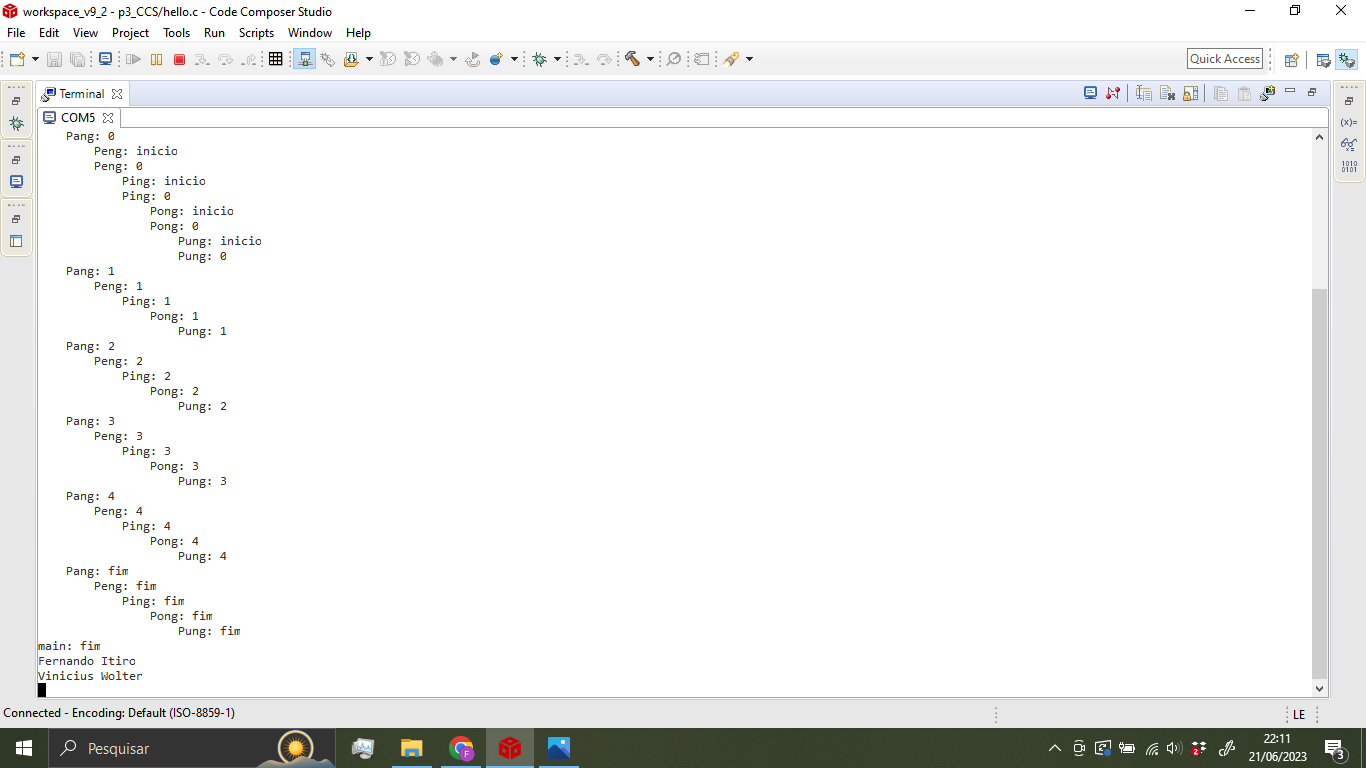 workspace_v9_2 - p3_CCS/hello.c - Code Composer Studio
File Edit View Project Tools Run Scripts Window Help
Quick Access
Terminal
COM5
Pang: 0
Peng: inicio
Peng: 0
Ping: inicio
Ping: 0
Pong: inicio
Pong: 0
Pung: inicio
Pung: 0
Pang: 1
Peng: 1
Ping: 1
Pong: 1
Pung: 1
Pang: 2
Peng: 2
Ping: 2
Pong: 2
Pung: 2
Pang: 3
Peng: 3
Ping: 3
Pong: 3
Pung: 3
Pang: 4
Peng: 4
Ping: 4
Pong: 4
Pung: 4
Pang: fim
Peng: fim
Ping: fim
Pong: fim
Pung: fim
main: fim
Fernando Itiro
Vinicius Wolter
(x)=
1010
0101
Connected - Encoding: Default (ISO-8859-1)
LE
Pesquisar
F
2
22:11
21/06/2023
3